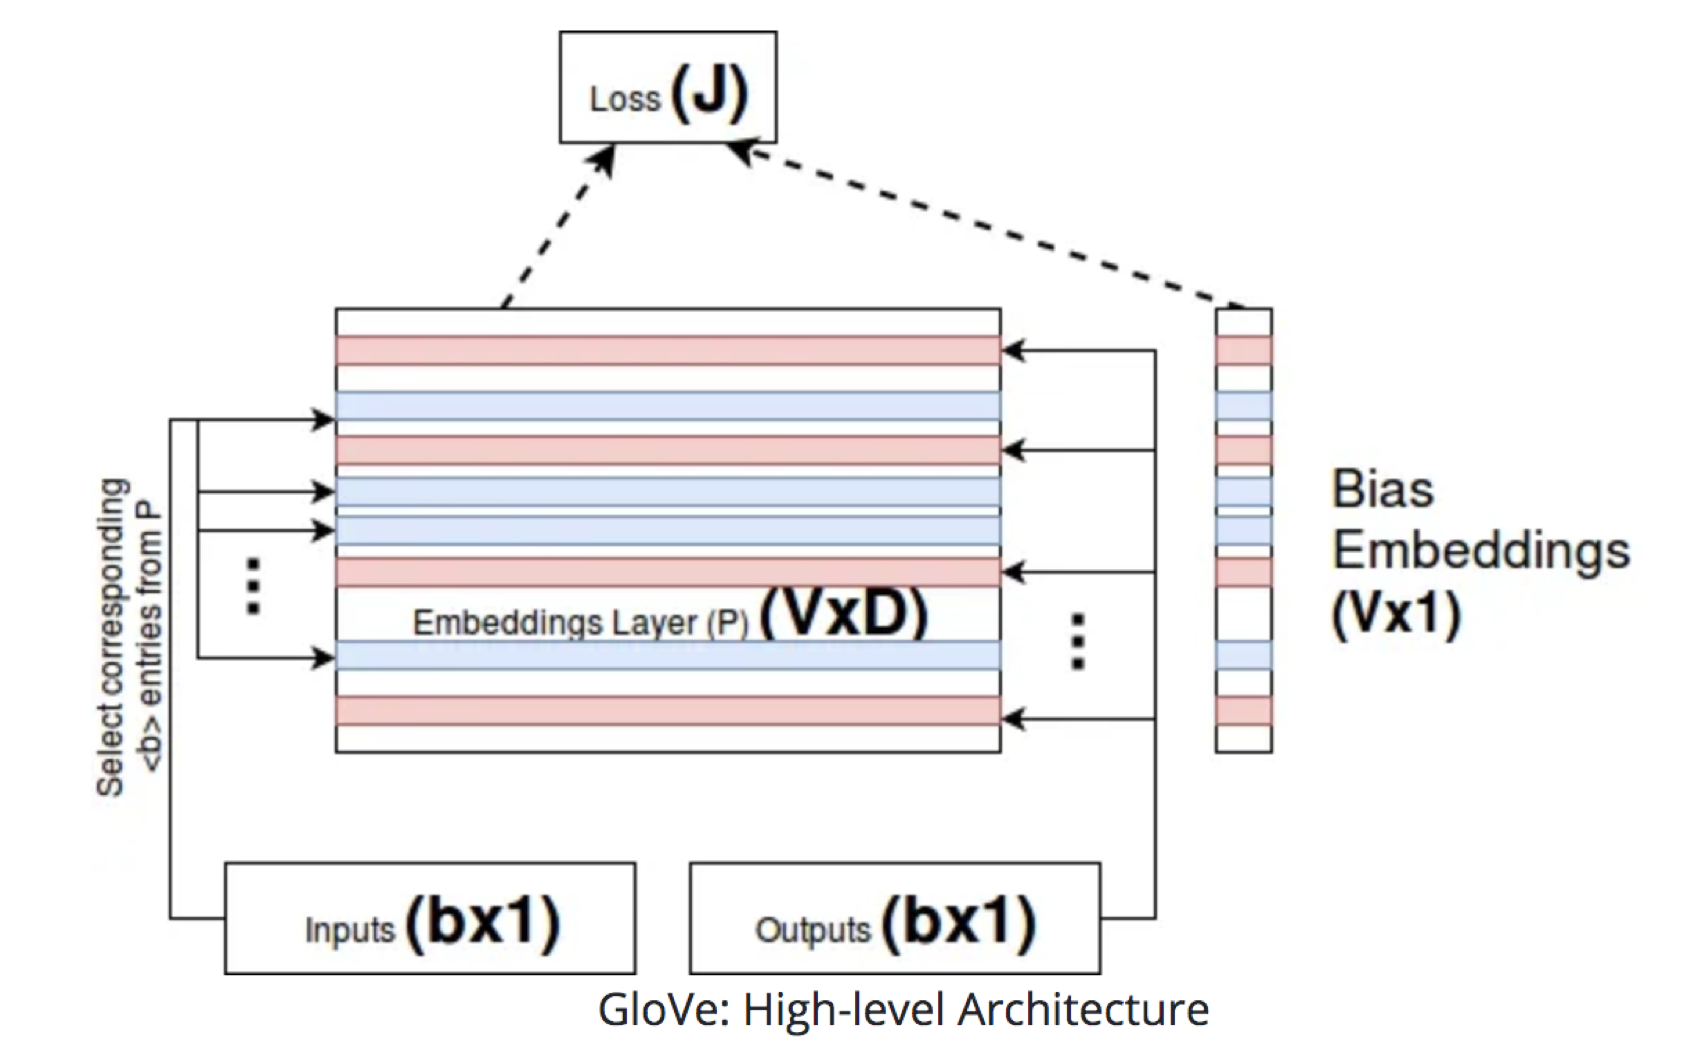 Loss (J)
Select corresponding
<b> entries from P
Embeddings Layer (P) (VxD)
Bias
Embeddings
(Vx1)
Inputs (bx1)
Outputs (bx1)
GloVe: High-level Architecture